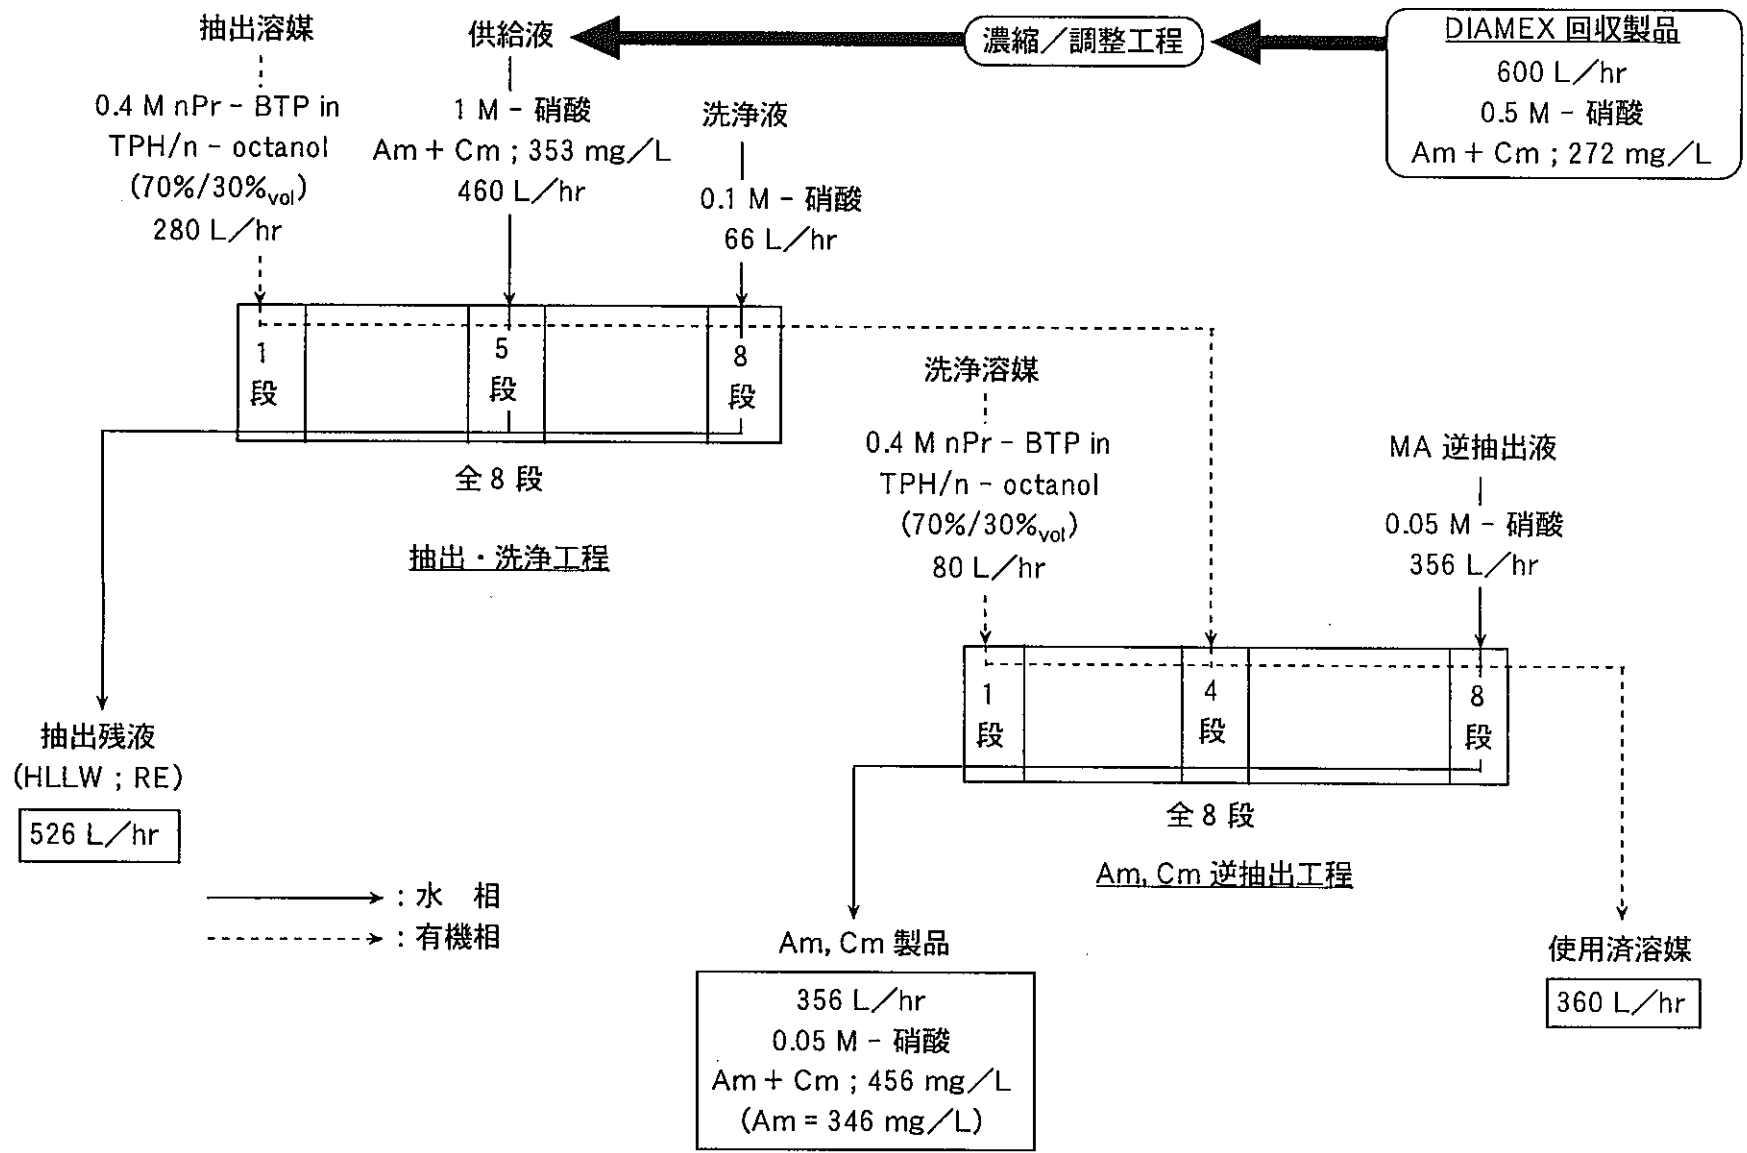 抽出溶媒
0.4 M nPr - BTP in
TPH/n - octanol
(70%/30%vol)
280 L/hr
供給液
1 M - 硝酸
Am + Cm ; 353 mg/L
460 L/hr
洗浄液
0.1 M - 硝酸
66 L/hr
濃縮/調整工程
DIAMEX 回収製品
600 L/hr
0.5 M - 硝酸
Am + Cm ; 272 mg/L
1
段
5
段
8
段
全 8 段
抽出・洗浄工程
洗浄溶媒
0.4 M nPr - BTP in
TPH/n - octanol
(70%/30%vol)
80 L/hr
MA 逆抽出液
0.05 M - 硝酸
356 L/hr
1
段
4
段
8
段
全 8 段
Am, Cm 逆抽出工程
抽出残液
(HLLW ; RE)
526 L/hr
: 水 相
: 有機相
Am, Cm 製品
356 L/hr
0.05 M - 硝酸
Am + Cm ; 456 mg/L
(Am = 346 mg/L)
使用済溶媒
360 L/hr